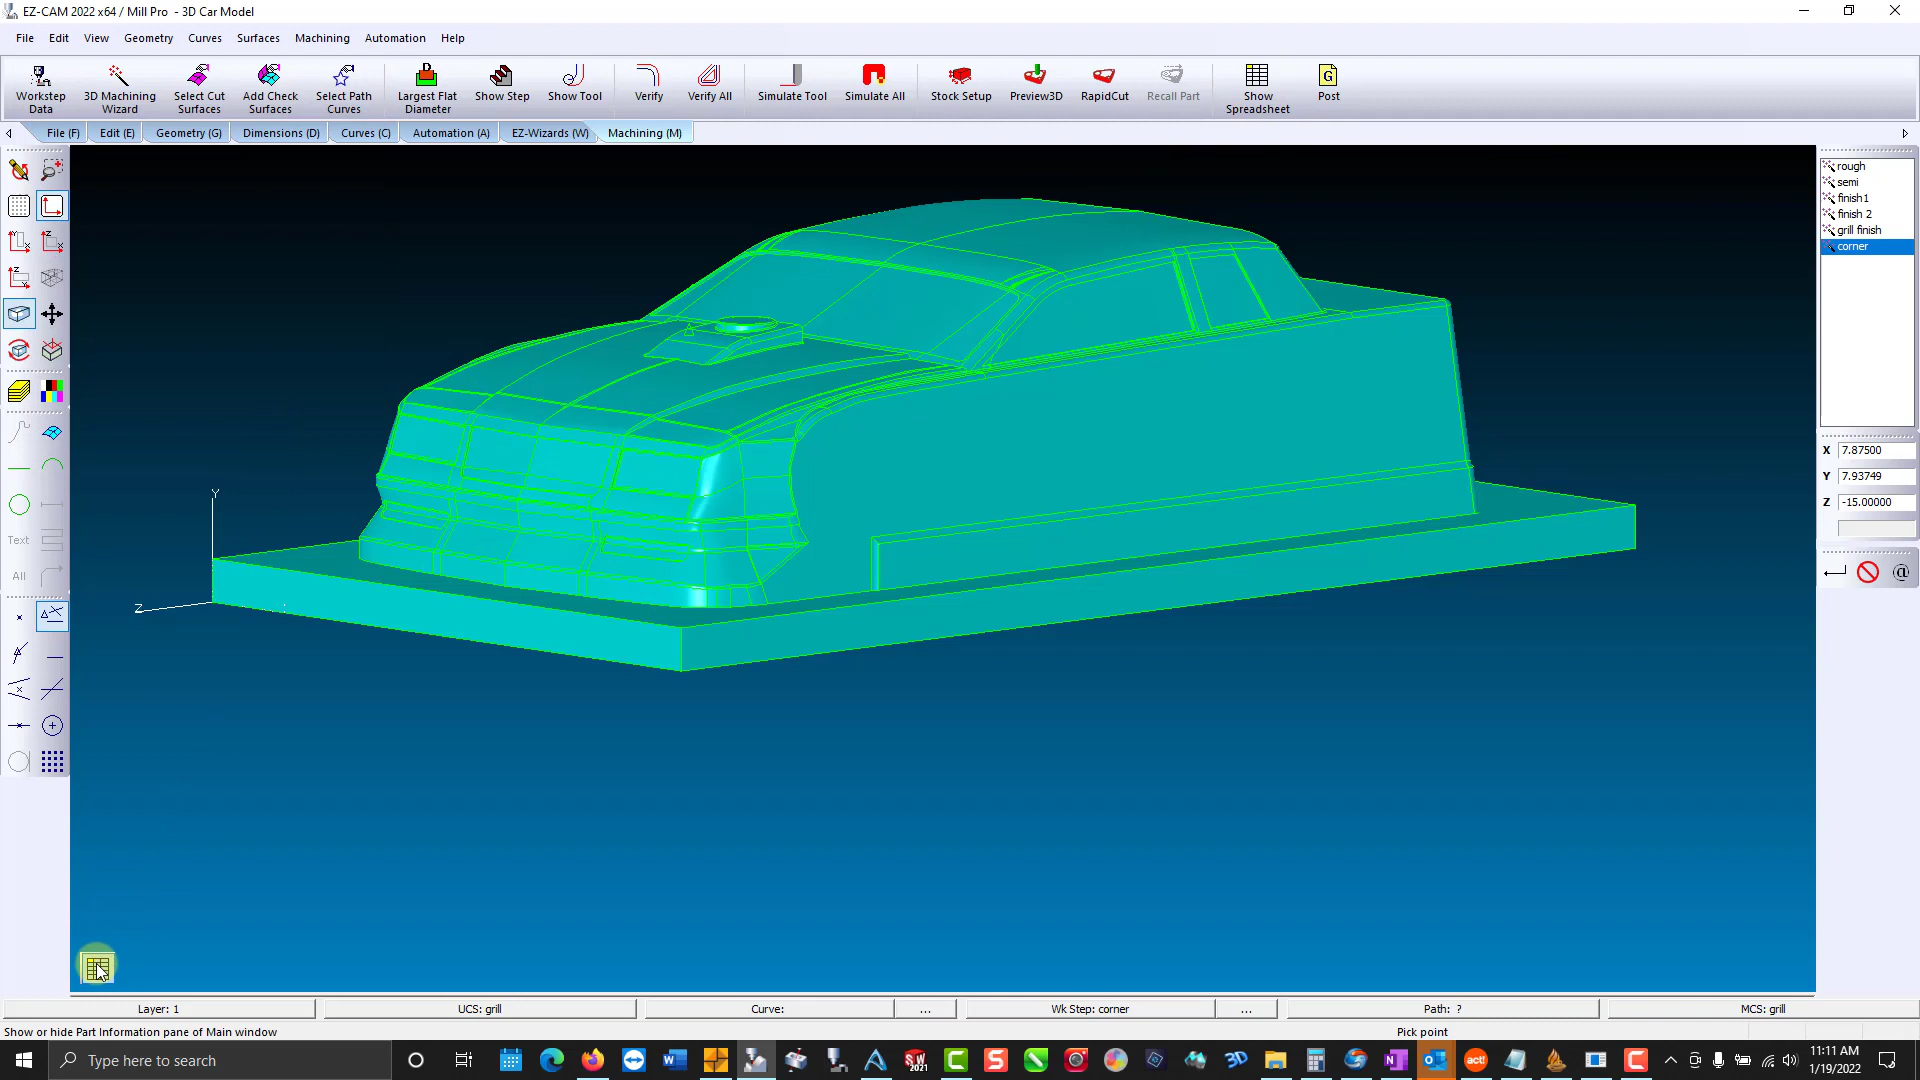 EZ-CAM 2022 x64 / Mill Pro - 3D Car Model
File Edit View Geometry Curves Surfaces Machining Automation Help
Workstep Data
3D Machining Wizard
Select Cut Surfaces
Add Check Surfaces
Select Path Curves
Largest Flat Diameter
Show Step
Show Tool
Verify
Verify All
Simulate Tool
Simulate All
Stock Setup
Preview3D
RapidCut
Recall Part
Show Spreadsheet
Post
File (F) Edit (E) Geometry (G) Dimensions (D) Curves (C) Automation (A) EZ-Wizards (W) Machining (M)
rough
semi
finish1
finish 2
grill finish
corner
X 7.87500
Y 7.93749
Z -15.00000
@
Text
All
Y
Z
Layer: 1 UCS: grill Curve: ... Wk Step: corner ... Path: ? MCS: grill
Show or hide Part Information pane of Main window Pick point
Type here to search
11:11 AM
1/19/2022